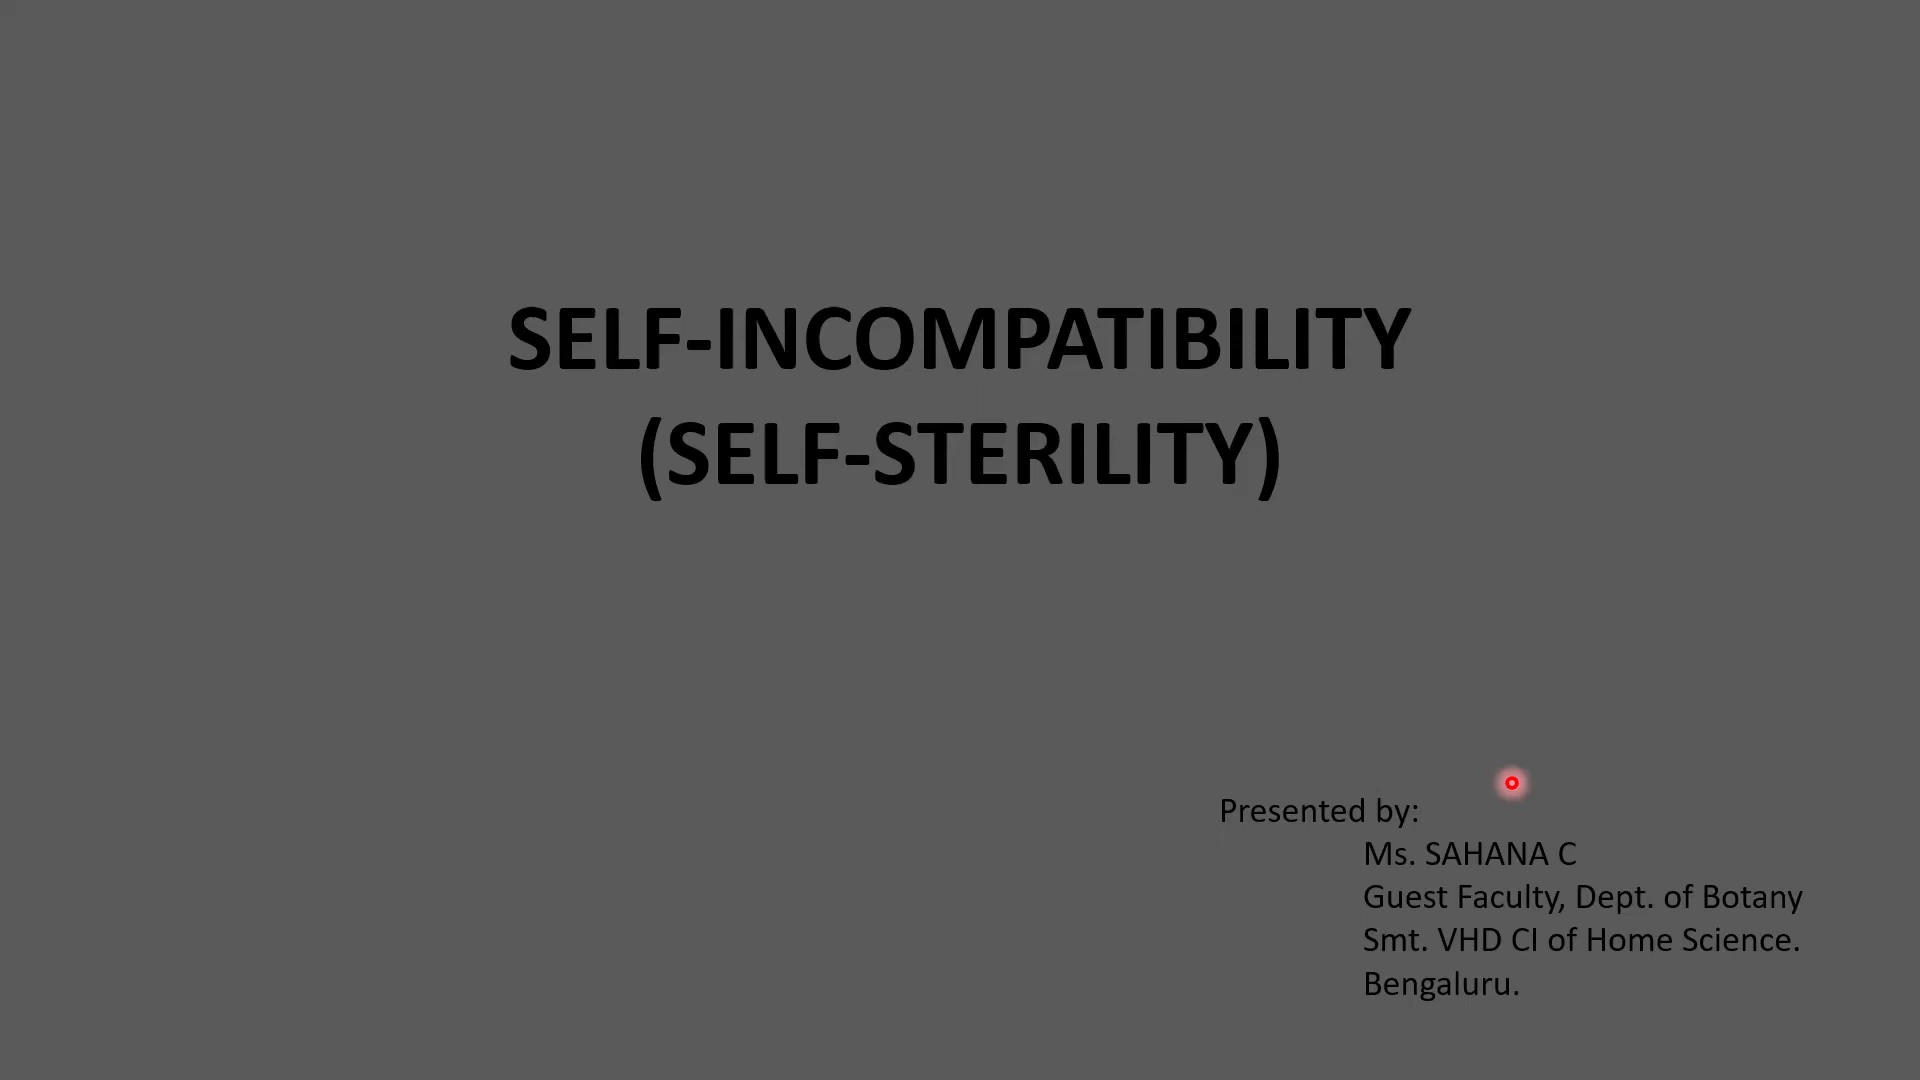 SELF-INCOMPATIBILITY
(SELF-STERILITY)
Presented by:
Ms. SAHANA C
Guest Faculty, Dept. of Botany
Smt. VHD CI of Home Science.
Bengaluru.